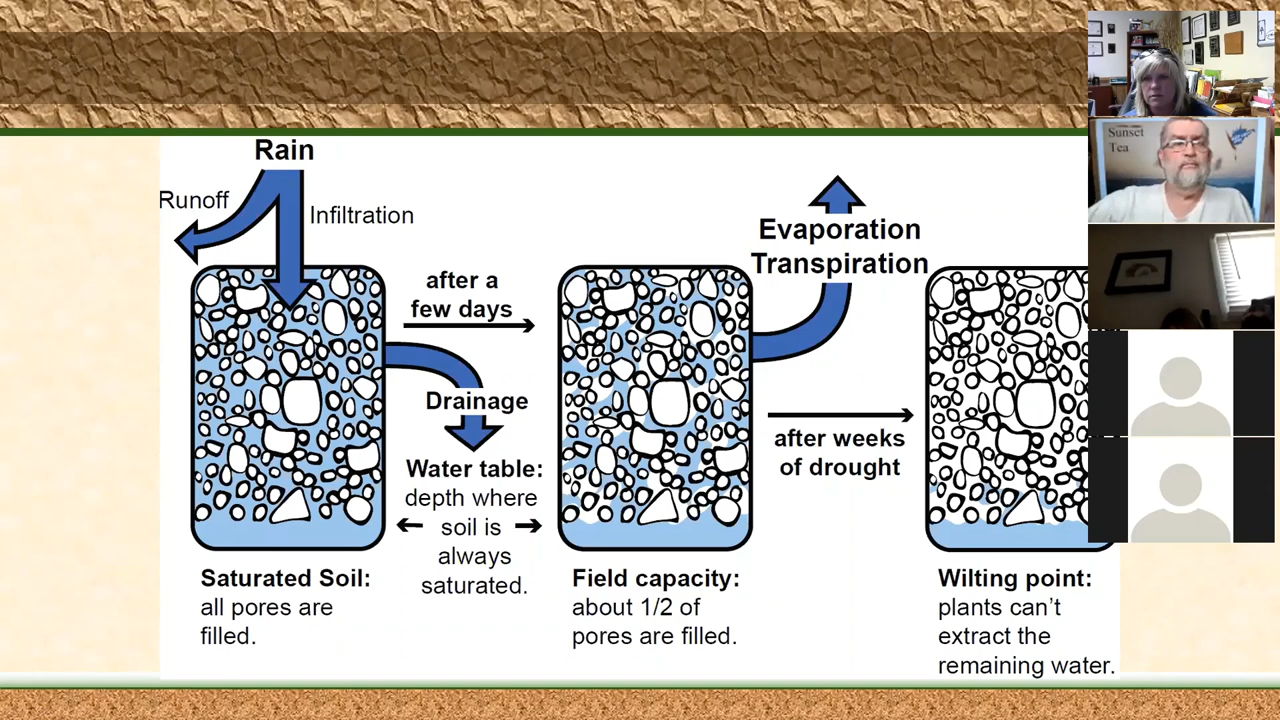 Rain
Runoff
Infiltration
after a
few days
Drainage
Water table:
depth where
soil is
always
saturated.
Evaporation
Transpiration
after weeks
of drought
Saturated Soil:
all pores are
filled.
Field capacity:
about 1/2 of
pores are filled.
Wilting point:
plants can’t
extract the
remaining water.
Sunset
Tea